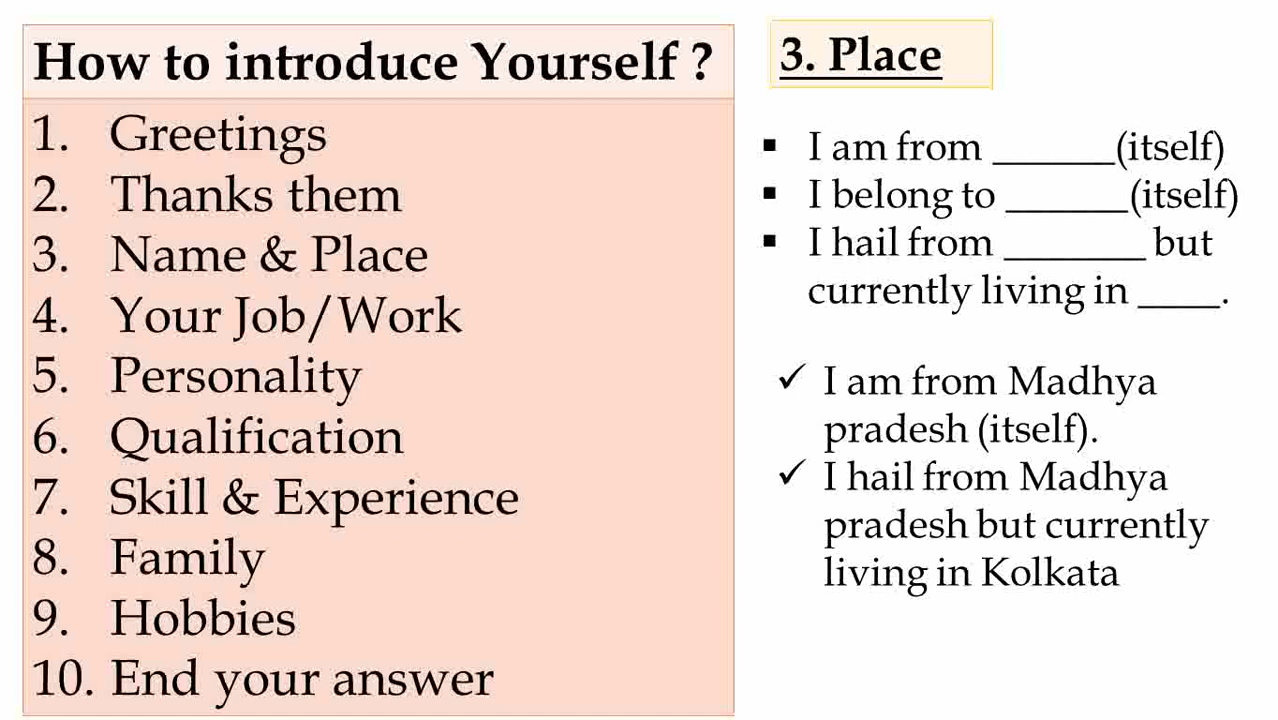 How to introduce Yourself ?
1. Greetings
2. Thanks them
3. Name & Place
4. Your Job/Work
5. Personality
6. Qualification
7. Skill & Experience
8. Family
9. Hobbies
10. End your answer
3. Place
▪ I am from ______(itself)
▪ I belong to ______(itself)
▪ I hail from _______ but
currently living in ____.
✓ I am from Madhya
pradesh (itself).
✓ I hail from Madhya
pradesh but currently
living in Kolkata